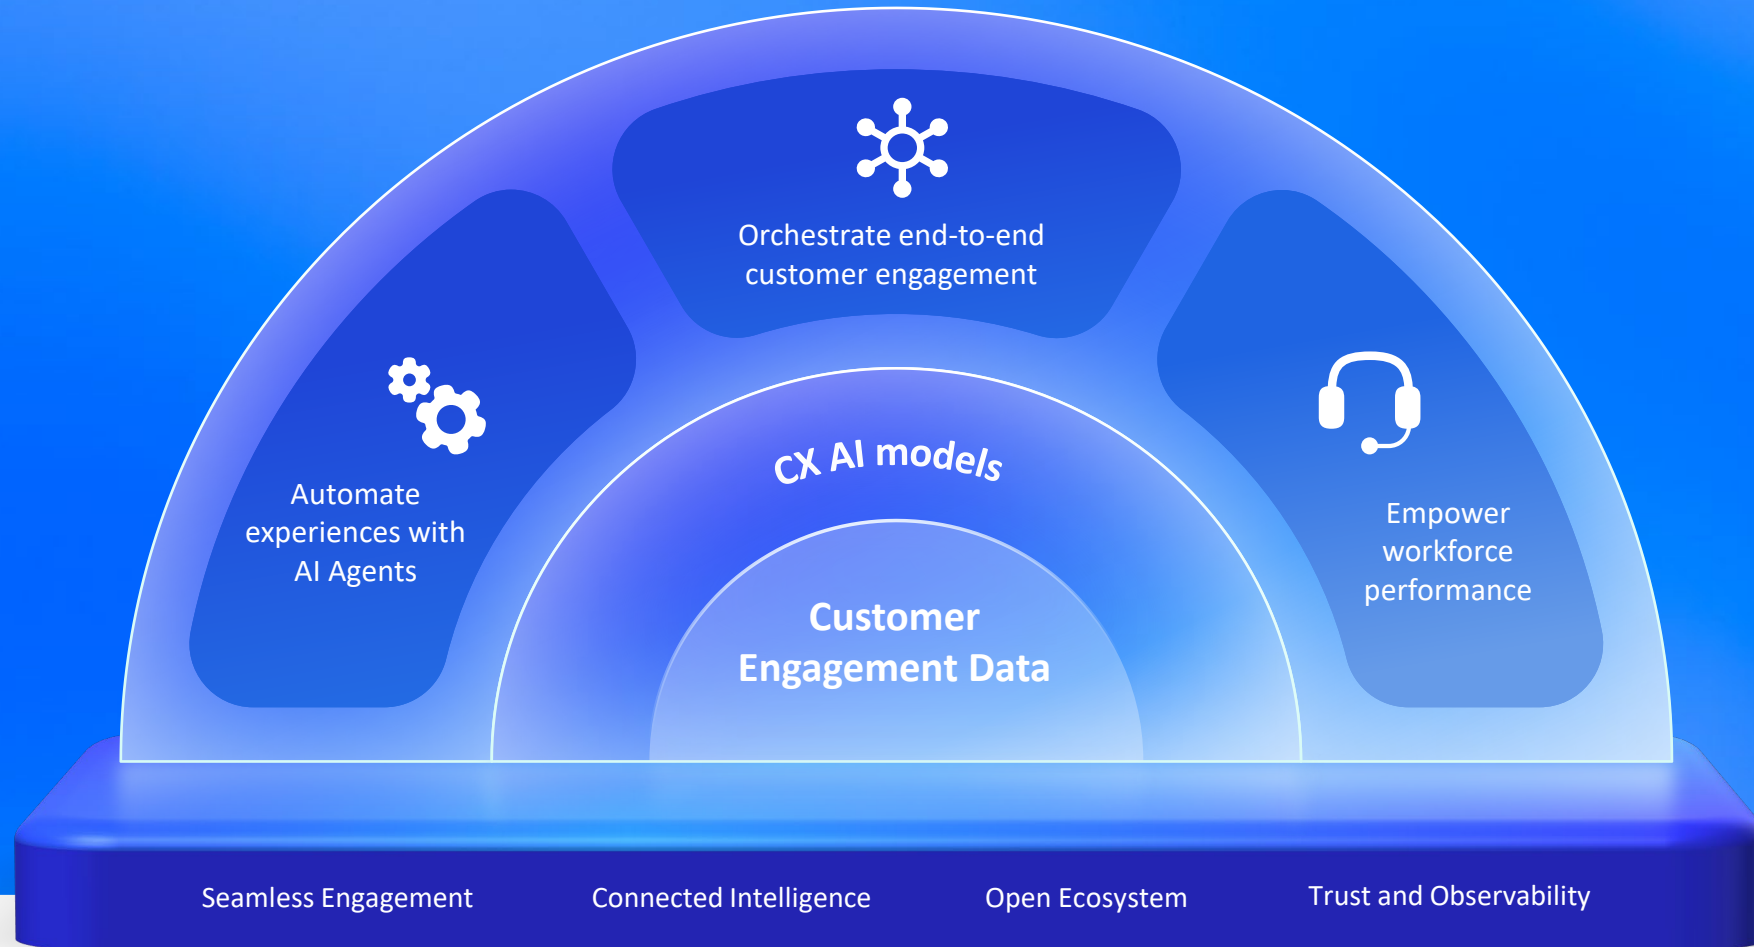 Orchestrate end-to-end
customer engagement
Automate
experiences with
AI Agents
CX AI models
Empower
workforce
performance
Customer
Engagement Data
Seamless Engagement
Connected Intelligence
Open Ecosystem
Trust and Observability